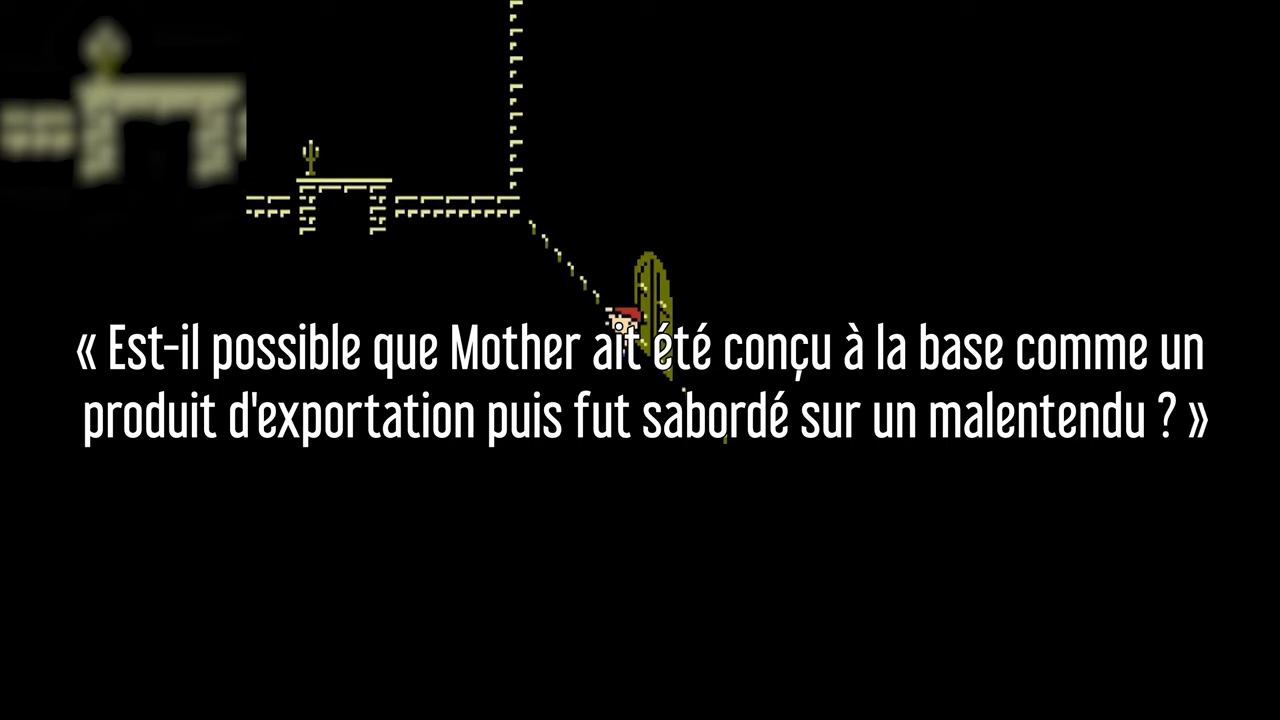 « Est-il possible que Mother ait été conçu à la base comme un
produit d'exportation puis fut sabordé sur un malentendu ? »